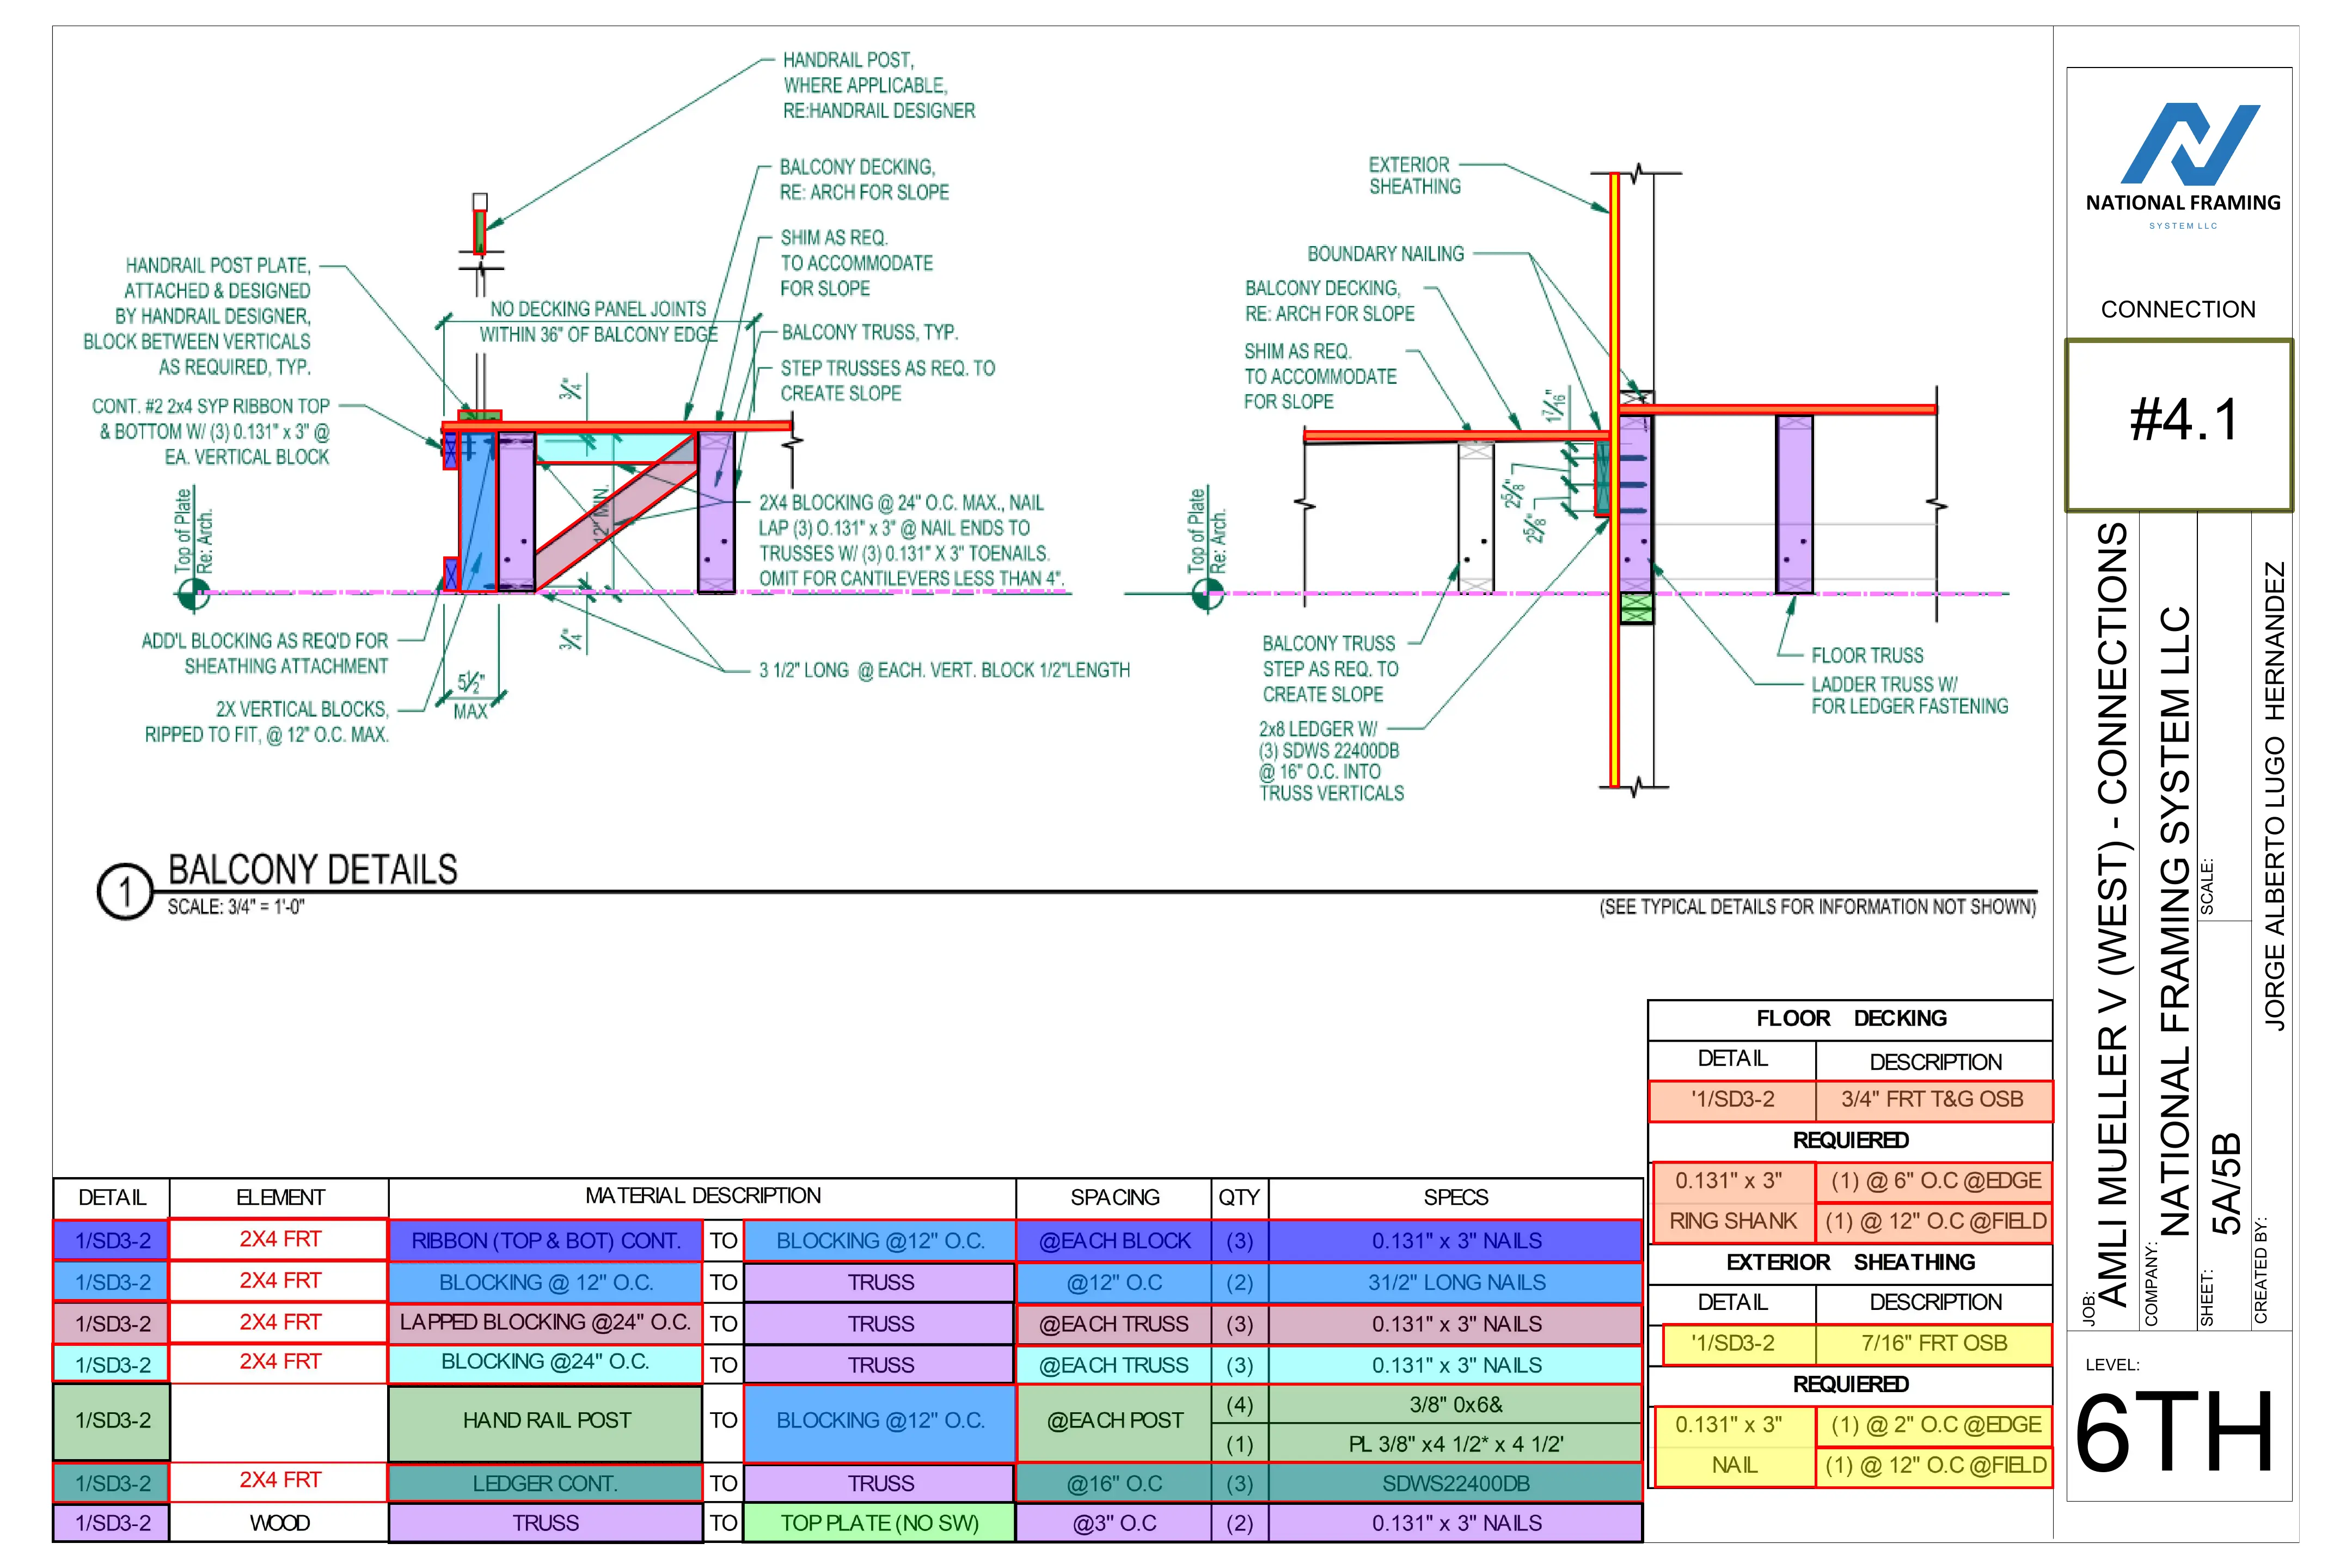 HANDRAIL POST,
WHERE APPLICABLE,
RE:HANDRAIL DESIGNER
BALCONY DECKING,
RE: ARCH FOR SLOPE
SHIM AS REQ.
TO ACCOMMODATE
FOR SLOPE
BALCONY TRUSS, TYP.
STEP TRUSSES AS REQ. TO
CREATE SLOPE
HANDRAIL POST PLATE,
ATTACHED & DESIGNED
BY HANDRAIL DESIGNER,
BLOCK BETWEEN VERTICALS
AS REQUIRED, TYP.
NO DECKING PANEL JOINTS
WITHIN 36" OF BALCONY EDGE
3/4"
CONT. #2 2x4 SYP RIBBON TOP
& BOTTOM W/ (3) 0.131" x 3" @
EA. VERTICAL BLOCK
12" MIN.
2X4 BLOCKING @ 24" O.C. MAX., NAIL
LAP (3) O.131" x 3" @ NAIL ENDS TO
TRUSSES W/ (3) 0.131" X 3" TOENAILS.
OMIT FOR CANTILEVERS LESS THAN 4".
Top of Plate
Re: Arch.
ADD'L BLOCKING AS REQ'D FOR
SHEATHING ATTACHMENT
3/4"
3 1/2" LONG @ EACH. VERT. BLOCK 1/2"LENGTH
5 1/2"
MAX
2X VERTICAL BLOCKS,
RIPPED TO FIT, @ 12" O.C. MAX.
EXTERIOR
SHEATHING
BOUNDARY NAILING
BALCONY DECKING,
RE: ARCH FOR SLOPE
SHIM AS REQ.
TO ACCOMMODATE
FOR SLOPE
1 7/16"
2 5/8"
2 5/8"
Top of Plate
Re: Arch.
BALCONY TRUSS
STEP AS REQ. TO
CREATE SLOPE
2x8 LEDGER W/
(3) SDWS 22400DB
@ 16" O.C. INTO
TRUSS VERTICALS
FLOOR TRUSS
LADDER TRUSS W/
FOR LEDGER FASTENING
1 BALCONY DETAILS
SCALE: 3/4" = 1'-0"
(SEE TYPICAL DETAILS FOR INFORMATION NOT SHOWN)
DETAIL ELEMENT MATERIAL DESCRIPTION SPACING QTY SPECS
1/SD3-2 2X4 FRT RIBBON (TOP & BOT) CONT. TO BLOCKING @12" O.C. @EACH BLOCK (3) 0.131" x 3" NAILS
1/SD3-2 2X4 FRT BLOCKING @ 12" O.C. TO TRUSS @12" O.C (2) 31/2" LONG NAILS
1/SD3-2 2X4 FRT LAPPED BLOCKING @24" O.C. TO TRUSS @EACH TRUSS (3) 0.131" x 3" NAILS
1/SD3-2 2X4 FRT BLOCKING @24" O.C. TO TRUSS @EACH TRUSS (3) 0.131" x 3" NAILS
1/SD3-2 HAND RAIL POST TO BLOCKING @12" O.C. @EACH POST (4) 3/8" 0x6&
(1) PL 3/8" x4 1/2* x 4 1/2'
1/SD3-2 2X4 FRT LEDGER CONT. TO TRUSS @16" O.C (3) SDWS22400DB
1/SD3-2 WOOD TRUSS TO TOP PLATE (NO SW) @3" O.C (2) 0.131" x 3" NAILS
FLOOR DECKING
DETAIL DESCRIPTION
'1/SD3-2 3/4" FRT T&G OSB
REQUIERED
0.131" x 3" (1) @ 6" O.C @EDGE
RING SHANK (1) @ 12" O.C @FIELD
EXTERIOR SHEATHING
DETAIL DESCRIPTION
'1/SD3-2 7/16" FRT OSB
REQUIERED
0.131" x 3" (1) @ 2" O.C @EDGE
NAIL (1) @ 12" O.C @FIELD
NATIONAL FRAMING
SYSTEM LLC
CONNECTION
#4.1
JOB: AMLI MUELLER V (WEST) - CONNECTIONS
COMPANY: NATIONAL FRAMING SYSTEM LLC
SCALE:
SHEET: 5A/5B
CREATED BY: JORGE ALBERTO LUGO HERNANDEZ
LEVEL:
6TH